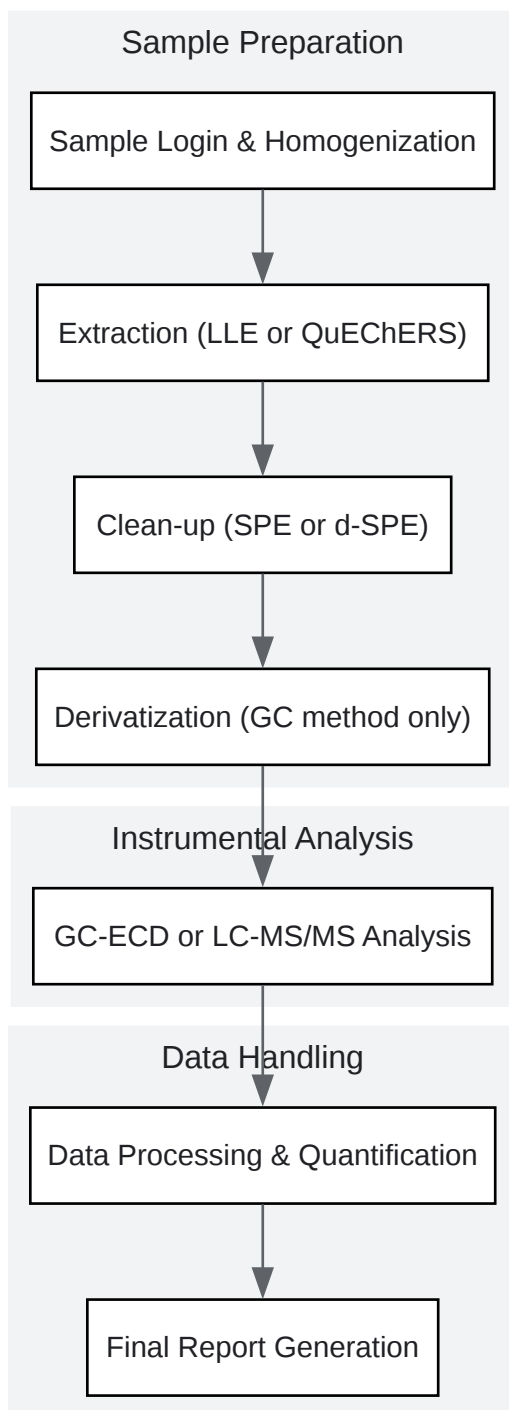 Sample Preparation
Sample Login & Homogenization
Extraction (LLE or QuEChERS)
Clean-up (SPE or d-SPE)
Derivatization (GC method only)
Instrumental Analysis
GC-ECD or LC-MS/MS Analysis
Data Handling
Data Processing & Quantification
Final Report Generation